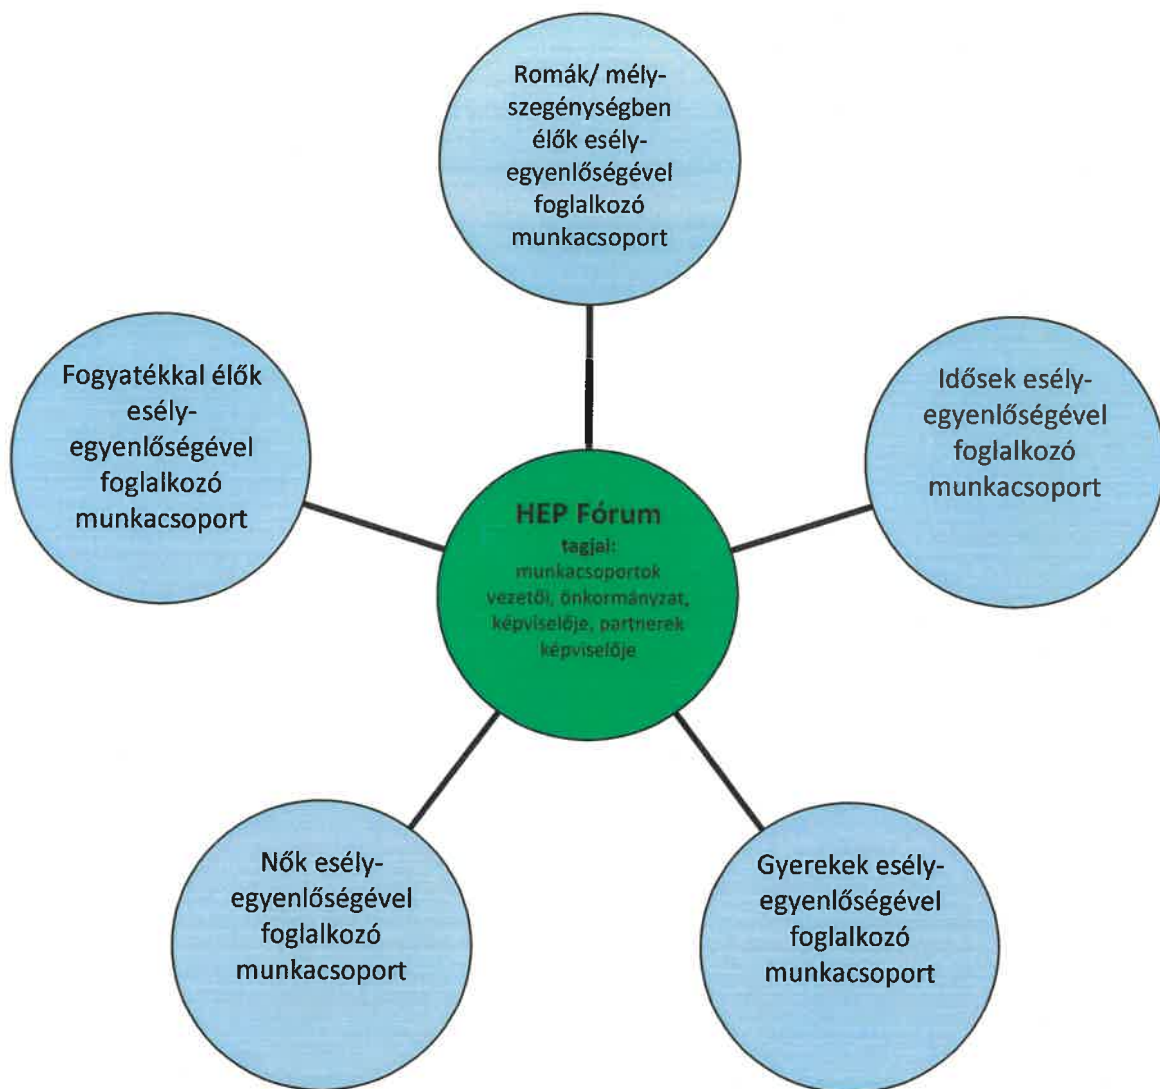 Romák/ mély-
szegénységben
élők esély-
egyenlőségével
foglalkozó
munkacsoport
Fogyatékkal élők
esély-
egyenlőségével
foglalkozó
munkacsoport
Idősek esély-
egyenlőségével
foglalkozó
munkacsoport
HEP Fórum
tagjai:
munkacsoportok
vezetői, önkormányzat,
képviselője, partnerek
képviselője
Nők esély-
egyenlőségével
foglalkozó
munkacsoport
Gyerekek esély-
egyenlőségével
foglalkozó
munkacsoport